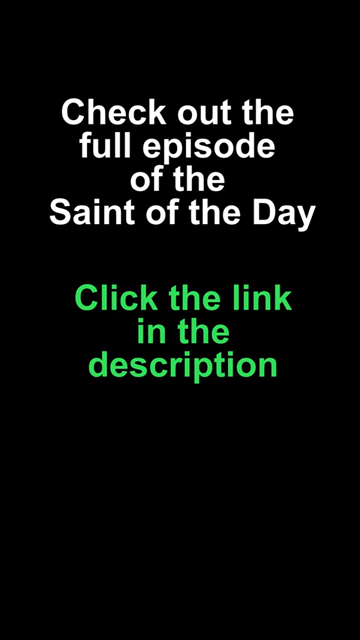 Check out the
full episode
of the
Saint of the Day
Click the link
in the
description